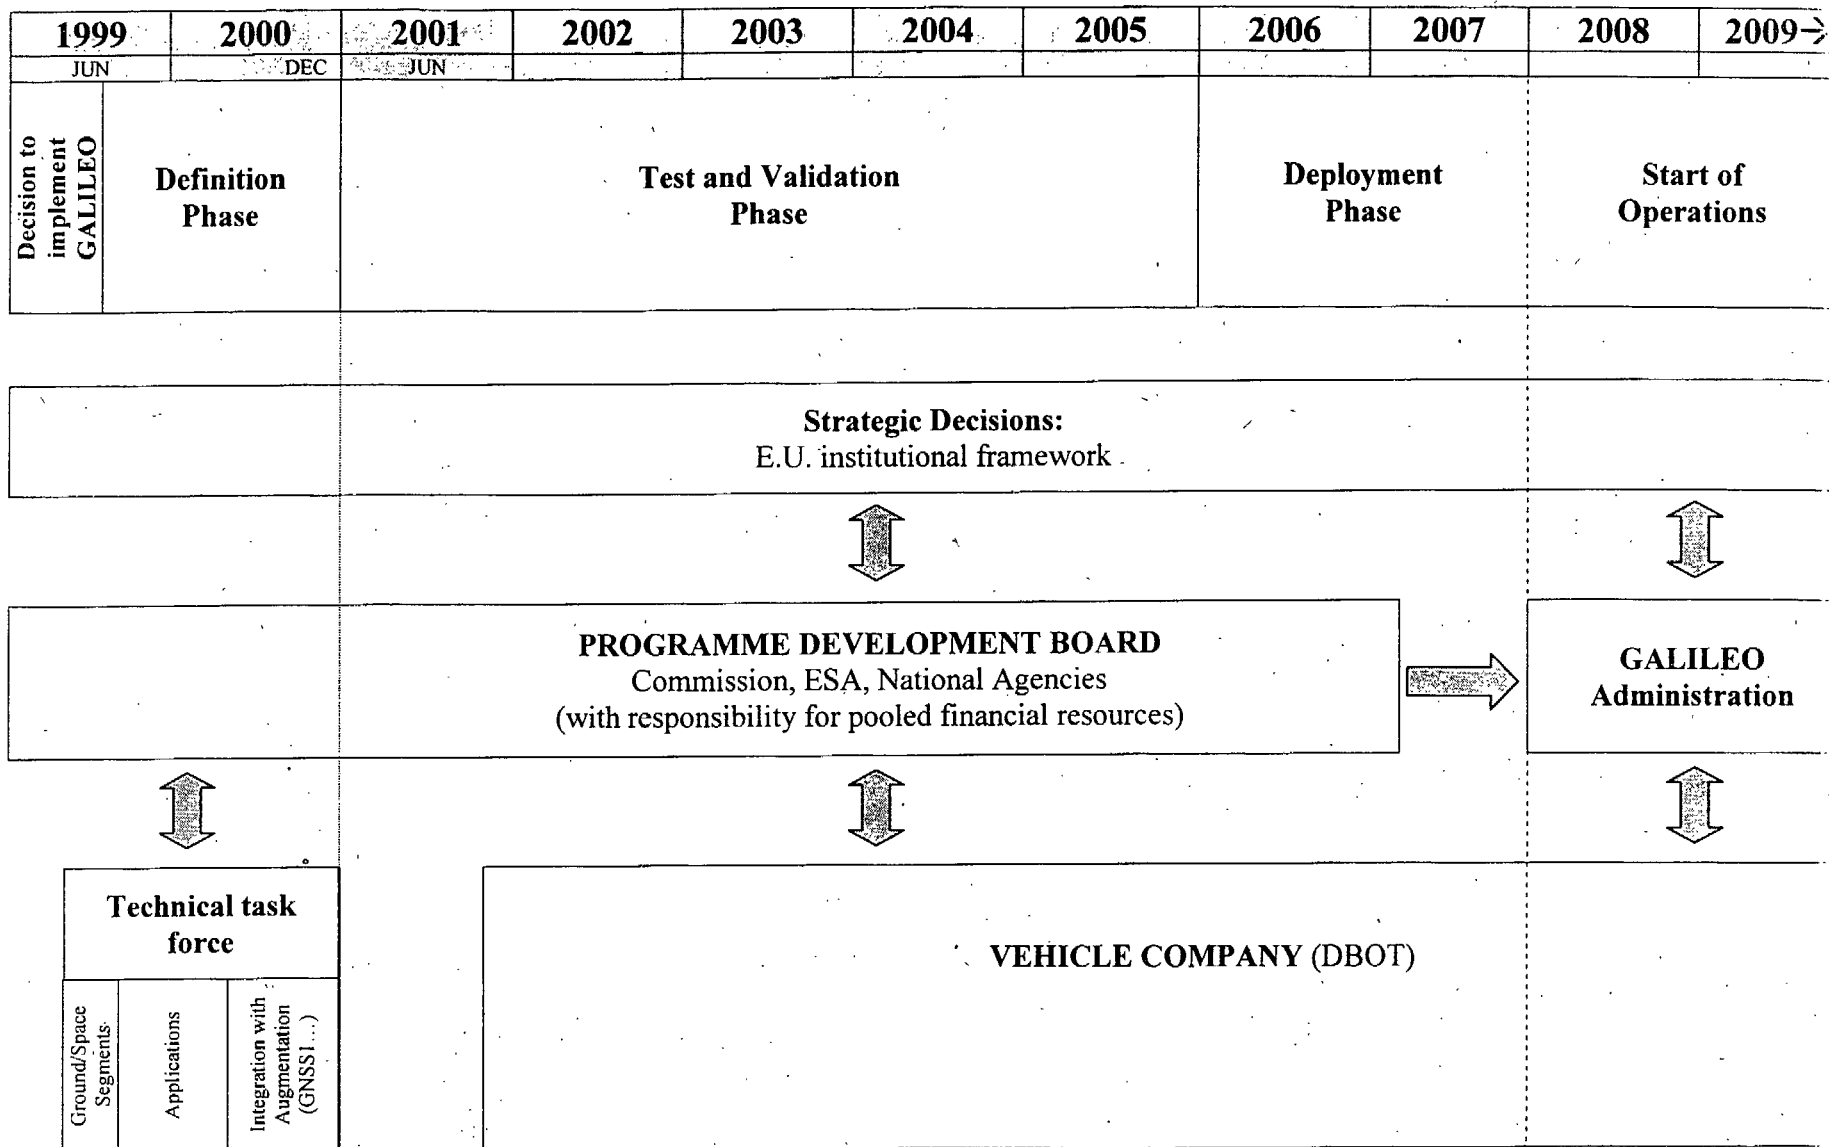 1999 2000 2001 2002 2003 2004 2005 2006 2007 2008 2009→
JUN DEC JUN
Decision to
implement
GALILEO
Definition
Phase
Test and Validation
Phase
Deployment
Phase
Start of
Operations
Strategic Decisions:
E.U. institutional framework
PROGRAMME DEVELOPMENT BOARD
Commission, ESA, National Agencies
(with responsibility for pooled financial resources)
GALILEO
Administration
Technical task
force
Ground/Space
Segments
Applications
Integration with
Augmentation
(GNSS1...)
VEHICLE COMPANY (DBOT)